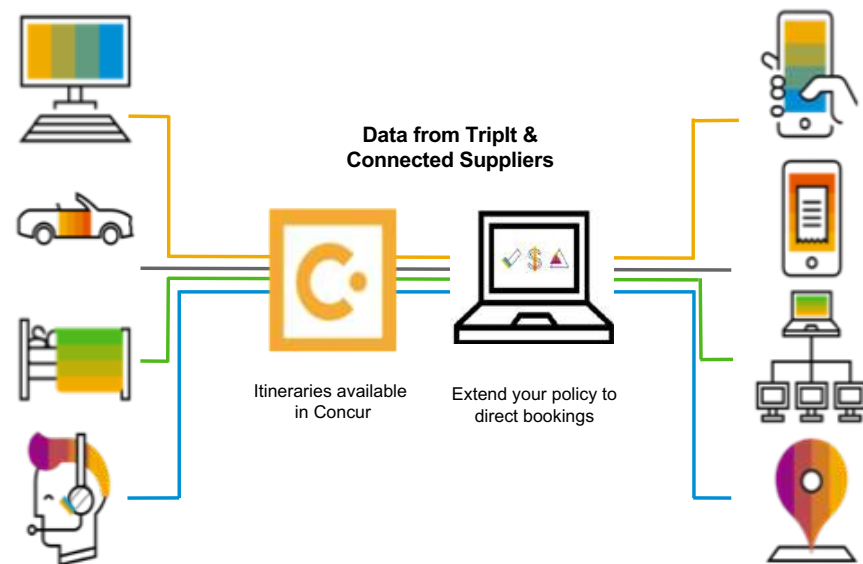 Data from TripIt &
Connected Suppliers
Itineraries available
in Concur
Extend your policy to
direct bookings